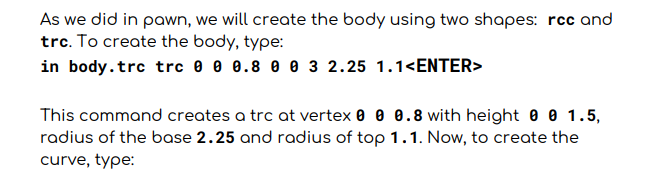 As we did in pawn, we will create the body using two shapes: rcc and
trc. To create the body, type:
in body.trc trc 0 0 0.8 0 0 3 2.25 1.1<ENTER>
This command creates a trc at vertex 0 0 0.8 with height 0 0 1.5,
radius of the base 2.25 and radius of top 1.1. Now, to create the
curve, type: